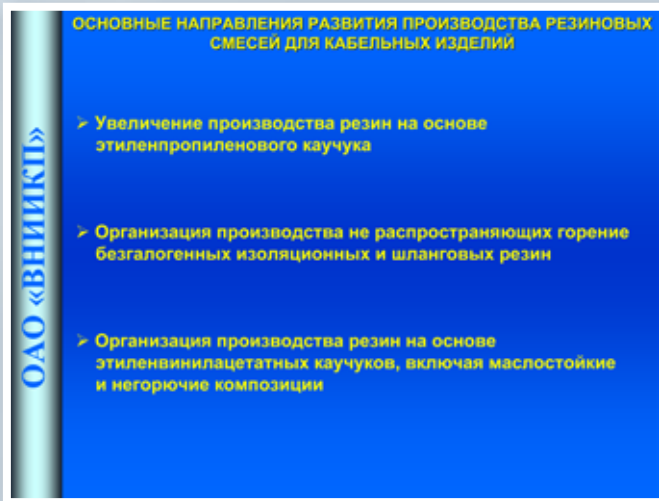 ОСНОВНЫЕ НАПРАВЛЕНИЯ РАЗВИТИЯ ПРОИЗВОДСТВА РЕЗИНОВЫХ
СМЕСЕЙ ДЛЯ КАБЕЛЬНЫХ ИЗДЕЛИЙ
ОАО «ВНИИКП»
➢ Увеличение производства резин на основе
этиленпропиленового каучука
➢ Организация производства не распространяющих горение
безгалогенных изоляционных и шланговых резин
➢ Организация производства резин на основе
этиленвинилацетатных каучуков, включая маслостойкие
и негорючие композиции